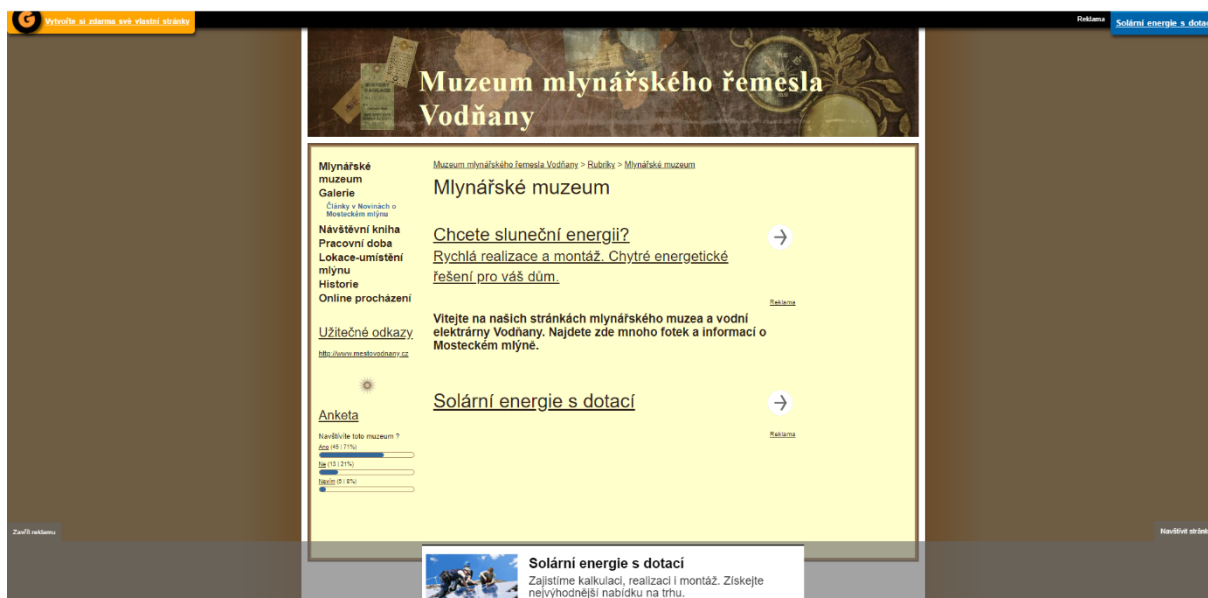 Vytvořte si zdarma své vlastní stránky
Reklama
Solární energie s dotac
Muzeum mlynářského řemesla
Vodňany
Mlynářské
muzeum
Galerie
Články v Novinách o
Mosteckém mlýnu
Návštěvní kniha
Pracovní doba
Lokace-umístění
mlýnu
Historie
Online procházení
Užitečné odkazy
http://www.mestovodnany.cz
Anketa
Navštívíte toto muzeum ?
Ano (45 | 71%)
Ne (13 | 21%)
Nevím (5 | 8%)
Muzeum mlynářského řemesla Vodňany > Rubriky > Mlynářské muzeum
Mlynářské muzeum
Chcete sluneční energii?
Rychlá realizace a montáž. Chytré energetické
řešení pro váš dům.
Reklama
Vitejte na našich stránkách mlynářského muzea a vodní
elektrárny Vodňany. Najdete zde mnoho fotek a informací o
Mosteckém mlýně.
Solární energie s dotací
Reklama
Zavřít reklamu
Navštívit stránk
Solární energie s dotací
Zajistíme kalkulaci, realizaci i montáž. Získejte
nejvýhodnější nabídku na trhu.